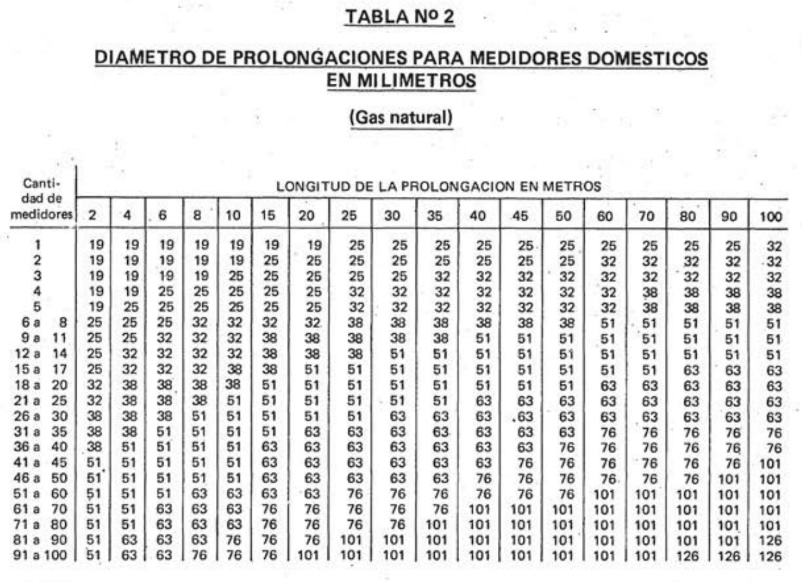 TABLA Nº 2
DIAMETRO DE PROLONGACIONES PARA MEDIDORES DOMESTICOS
EN MILIMETROS
(Gas natural)
Canti-
dad de
medidores
LONGITUD DE LA PROLONGACION EN METROS
2 4 6 8 10 15 20 25 30 35 40 45 50 60 70 80 90 100
1 19 19 19 19 19 19 19 25 25 25 25 25 25 25 25 25 25 32
2 19 19 19 19 19 25 25 25 25 25 25 25 25 32 32 32 32 32
3 19 19 19 19 25 25 25 25 25 32 32 32 32 32 32 32 32 32
4 19 19 25 25 25 25 25 32 32 32 32 32 32 32 38 38 38 38
5 19 25 25 25 25 25 25 32 32 32 32 32 32 32 38 38 38 38
6 a 8 25 25 25 32 32 32 32 38 38 38 38 38 38 51 51 51 51 51
9 a 11 25 25 32 32 32 38 38 38 38 38 51 51 51 51 51 51 51 51
12 a 14 25 32 32 32 32 38 38 38 51 51 51 51 51 51 51 51 51 51
15 a 17 25 32 32 32 38 38 51 51 51 51 51 51 51 51 51 63 63 63
18 a 20 32 38 38 38 38 51 51 51 51 51 51 51 51 63 63 63 63 63
21 a 25 32 38 38 38 51 51 51 51 51 51 63 63 63 63 63 63 63 63
26 a 30 38 38 38 51 51 51 51 51 63 63 63 63 63 63 63 63 63 63
31 a 35 38 38 51 51 51 51 63 63 63 63 63 63 63 76 76 76 76 76
36 a 40 38 51 51 51 51 63 63 63 63 63 63 63 76 76 76 76 76 76
41 a 45 51 51 51 51 51 63 63 63 63 63 63 76 76 76 76 76 76 101
46 a 50 51 51 51 51 51 63 63 63 63 63 76 76 76 76 76 76 101 101
51 a 60 51 51 51 63 63 63 63 76 76 76 76 76 76 101 101 101 101 101
61 a 70 51 51 63 63 63 76 76 76 76 76 101 101 101 101 101 101 101 101
71 a 80 51 51 63 63 63 76 76 76 76 101 101 101 101 101 101 101 101 101
81 a 90 51 63 63 63 76 76 76 101 101 101 101 101 101 101 101 101 101 126
91 a 100 51 63 63 76 76 76 101 101 101 101 101 101 101 101 101 126 126 126